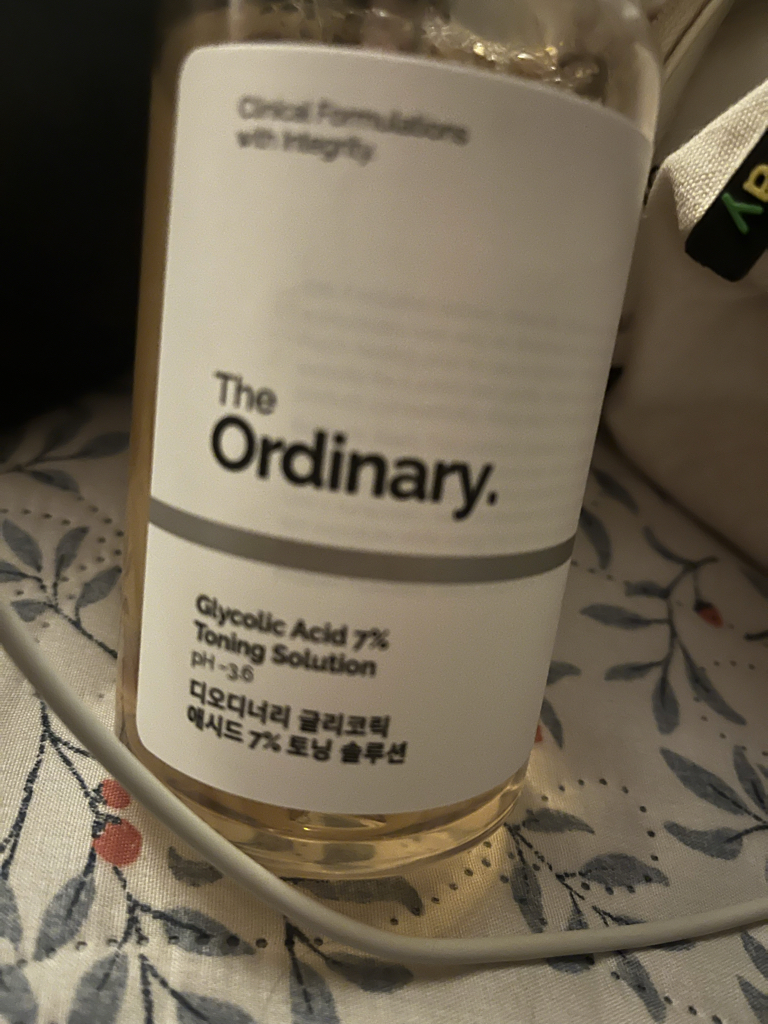 Clinical Formulations
with Integrity.
The
Ordinary.
Glycolic Acid 7%
Toning Solution
pH ~3.6
디오디너리 글리코릭
애시드 7% 토닝 솔루션